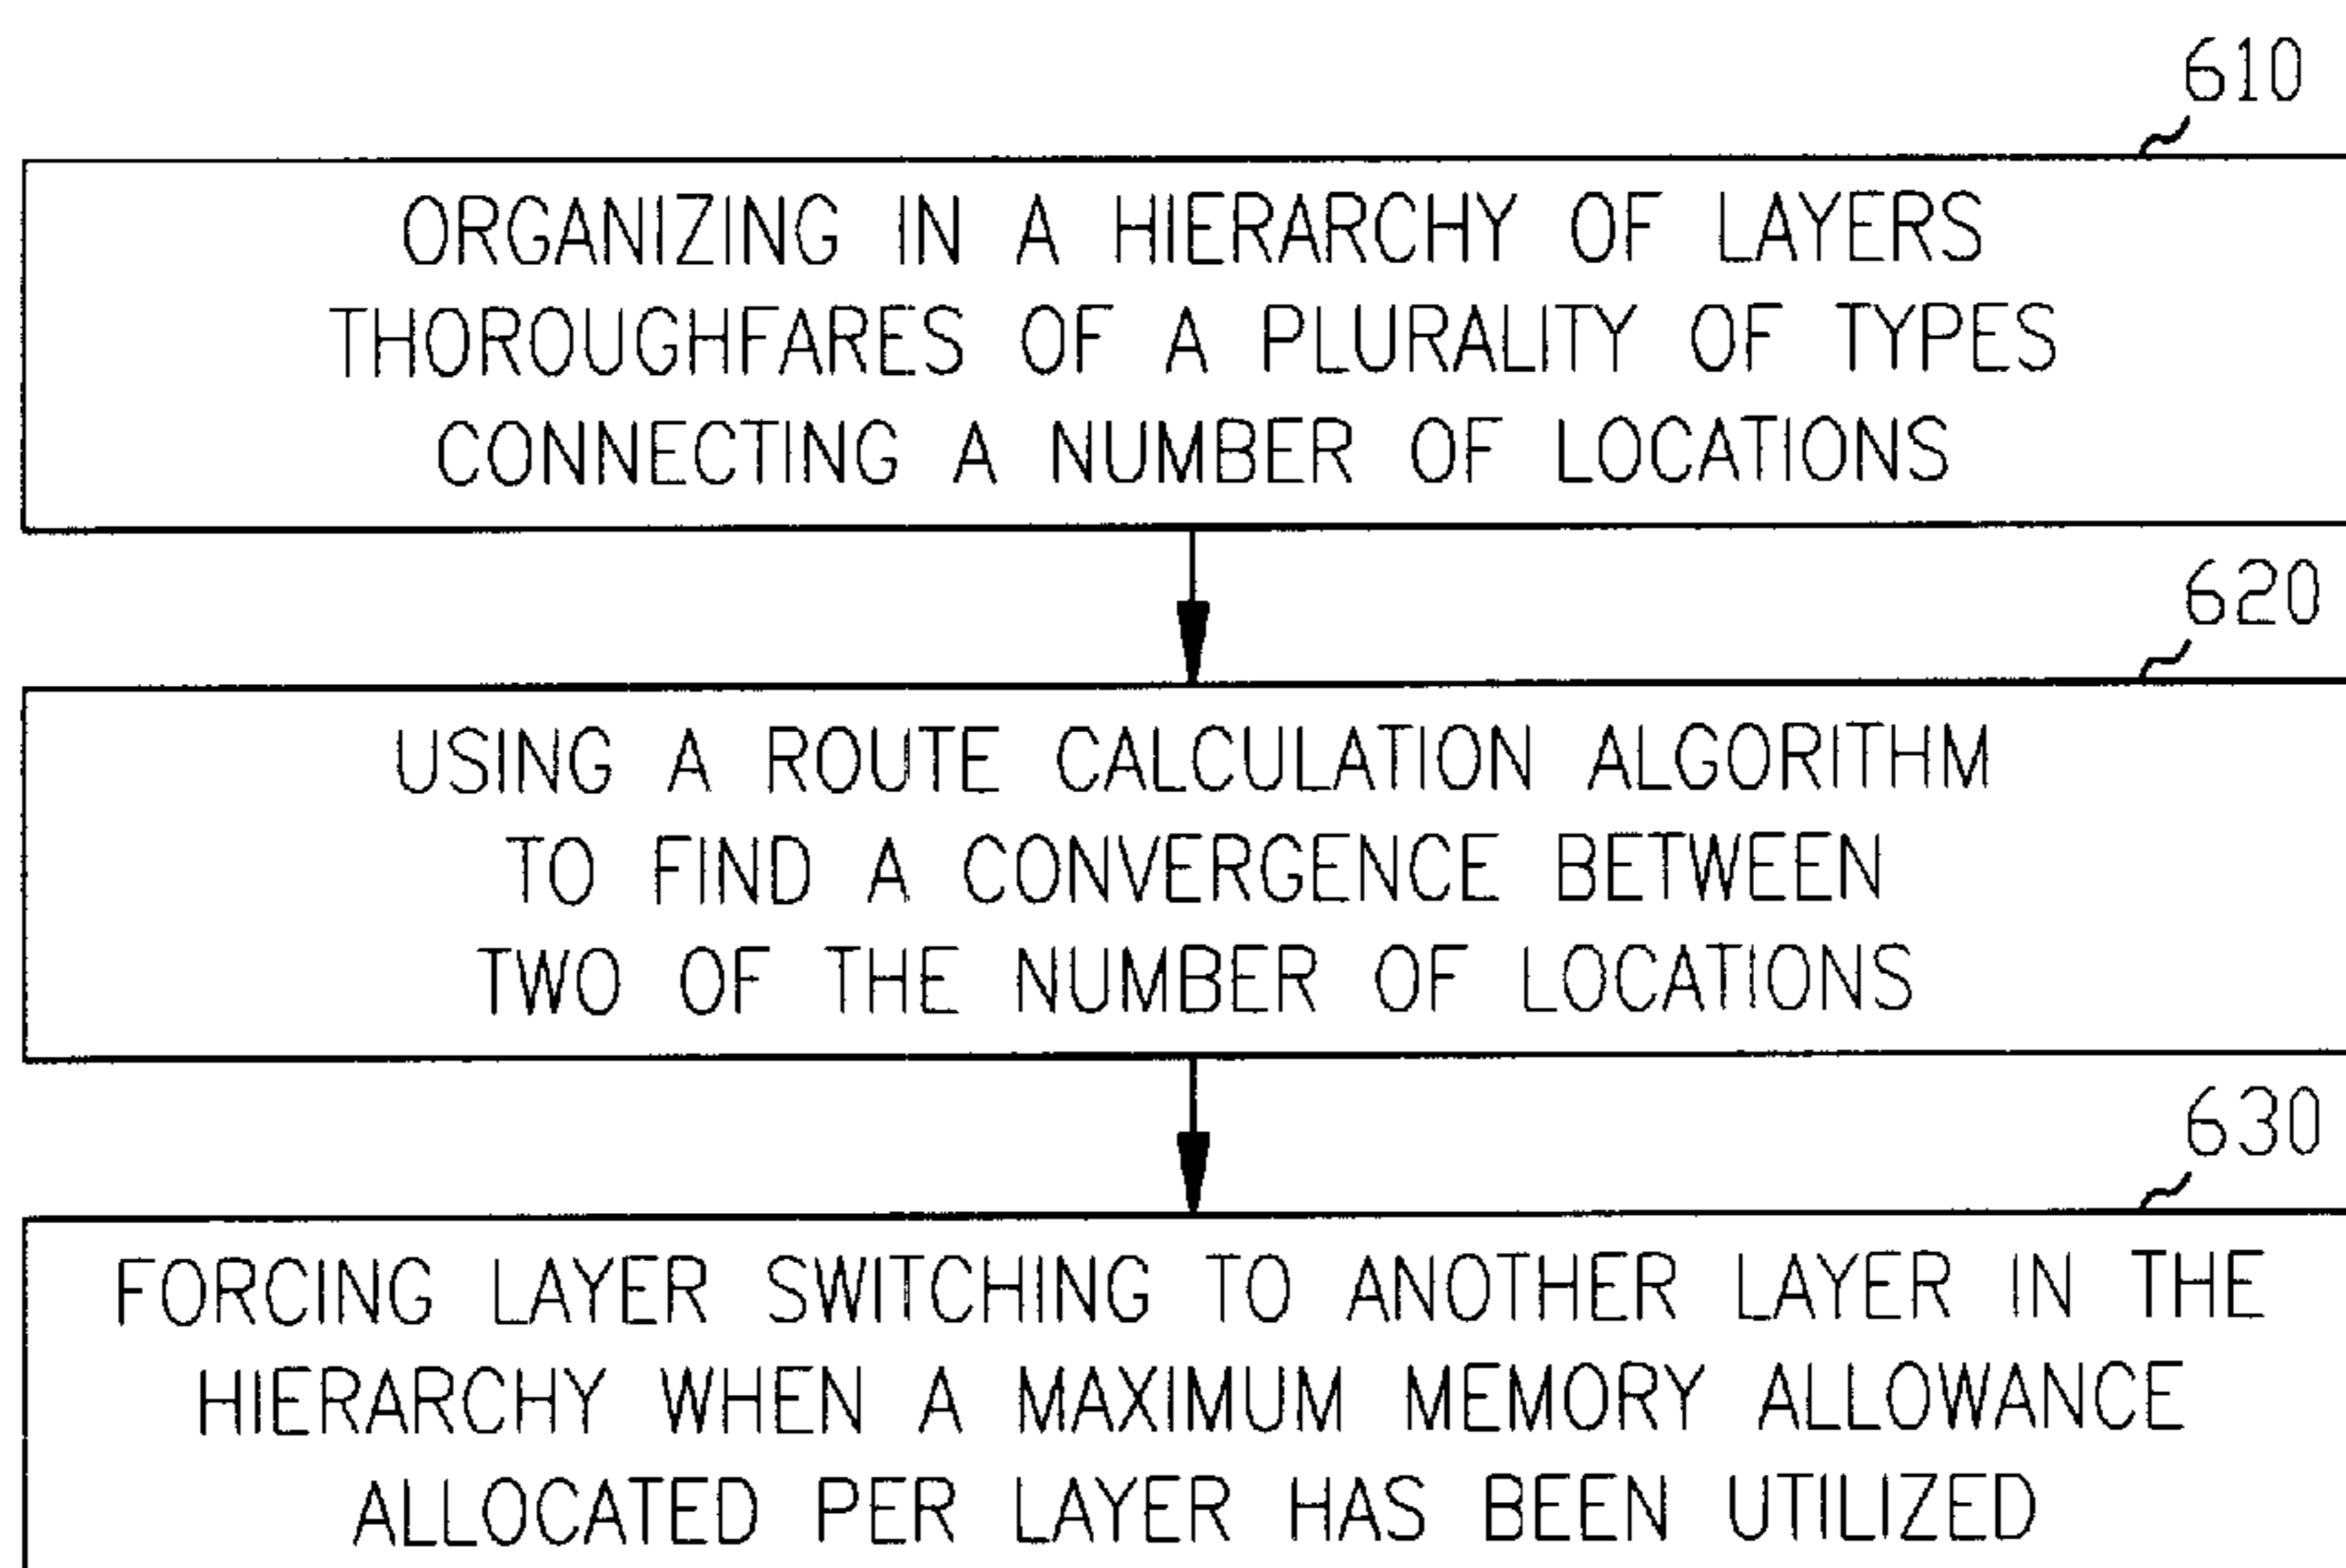 610
ORGANIZING IN A HIERARCHY OF LAYERS
THOROUGHFARES OF A PLURALITY OF TYPES
CONNECTING A NUMBER OF LOCATIONS
620
USING A ROUTE CALCULATION ALGORITHM
TO FIND A CONVERGENCE BETWEEN
TWO OF THE NUMBER OF LOCATIONS
630
FORCING LAYER SWITCHING TO ANOTHER LAYER IN THE
HIERARCHY WHEN A MAXIMUM MEMORY ALLOWANCE
ALLOCATED PER LAYER HAS BEEN UTILIZED